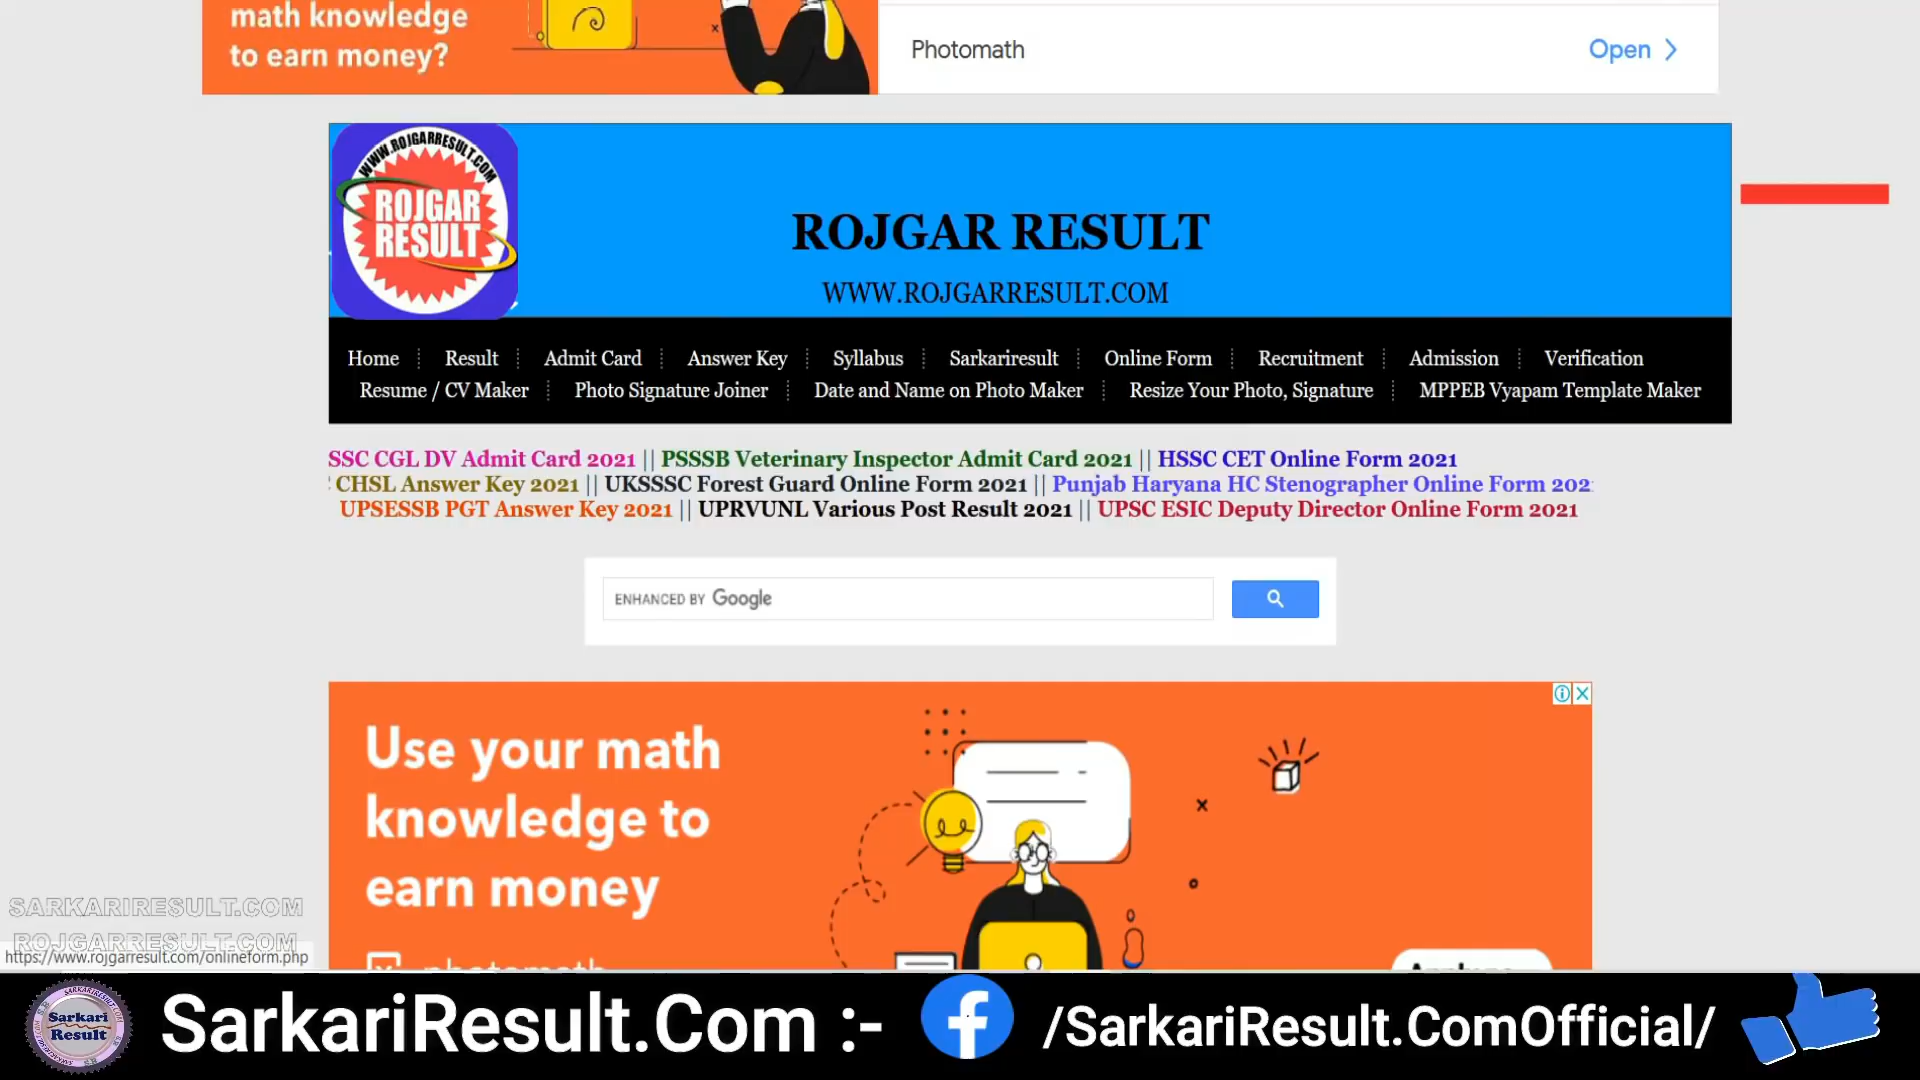 math knowledge
to earn money?
Photomath
Open
WWW.ROJGARRESULT.COM
ROJGAR
RESULT
ROJGAR RESULT
WWW.ROJGARRESULT.COM
Home Result Admit Card Answer Key Syllabus Sarkariresult Online Form Recruitment Admission Verification
Resume / CV Maker Photo Signature Joiner Date and Name on Photo Maker Resize Your Photo, Signature MPPEB Vyapam Template Maker
SSC CGL DV Admit Card 2021 || PSSSB Veterinary Inspector Admit Card 2021 || HSSC CET Online Form 2021
CHSL Answer Key 2021 || UKSSSC Forest Guard Online Form 2021 || Punjab Haryana HC Stenographer Online Form 202
UPSESSB PGT Answer Key 2021 || UPRVUNL Various Post Result 2021 || UPSC ESIC Deputy Director Online Form 2021
ENHANCED BY Google
Use your math
knowledge to
earn money
SARKARIRESULT.COM
ROJGARRESULT.COM
https://www.rojgarresult.com/onlineform.php
Sarkari
Result
SarkariResult.Com :- f /SarkariResult.ComOfficial/